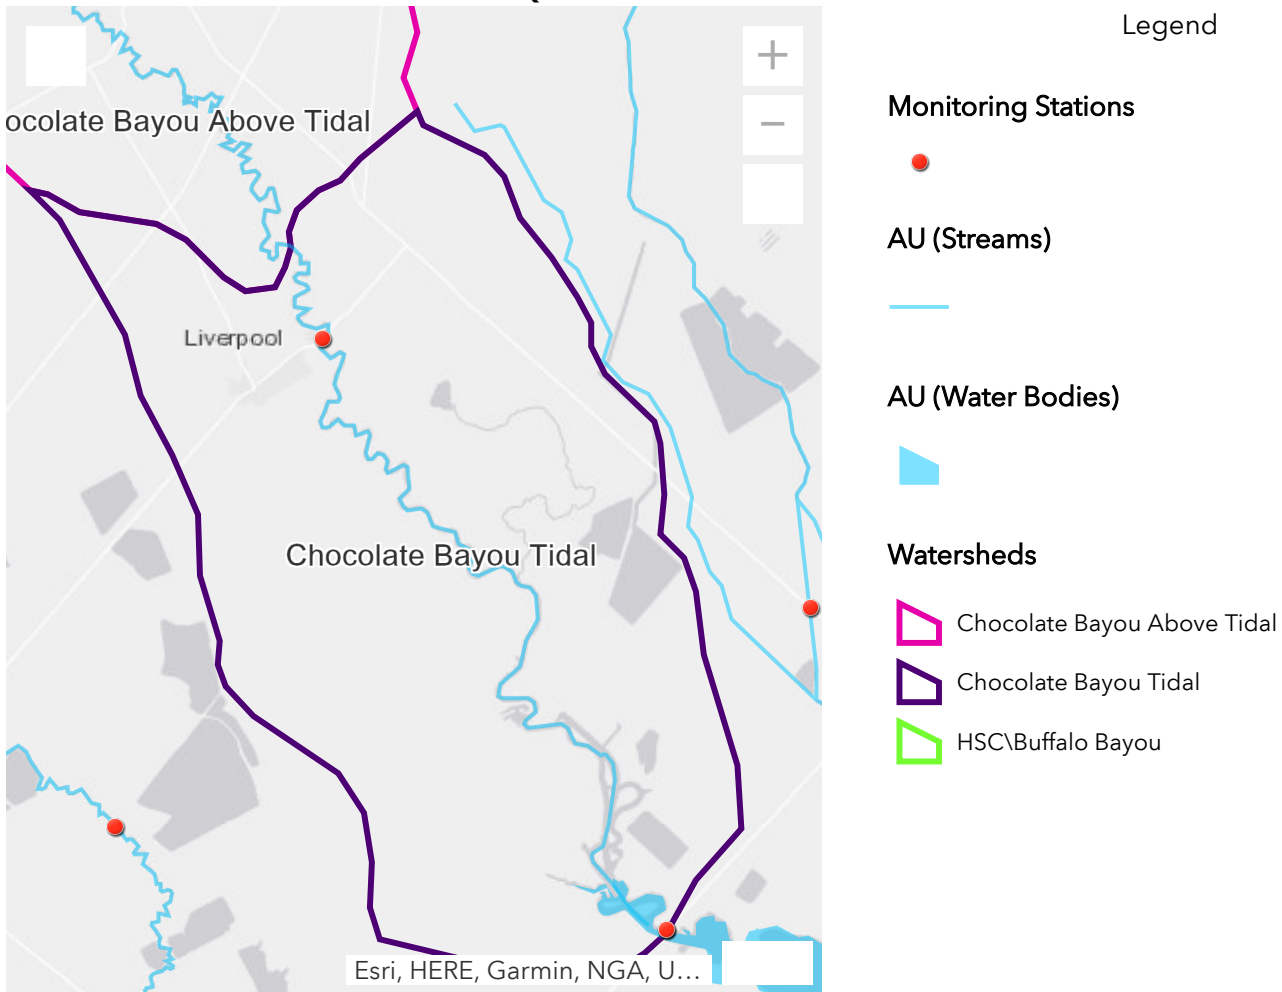 Legend
ocolate Bayou Above Tidal
Liverpool
Chocolate Bayou Tidal
Esri, HERE, Garmin, NGA, U...
+
−
Monitoring Stations
AU (Streams)
AU (Water Bodies)
Watersheds
Chocolate Bayou Above Tidal
Chocolate Bayou Tidal
HSC\Buffalo Bayou